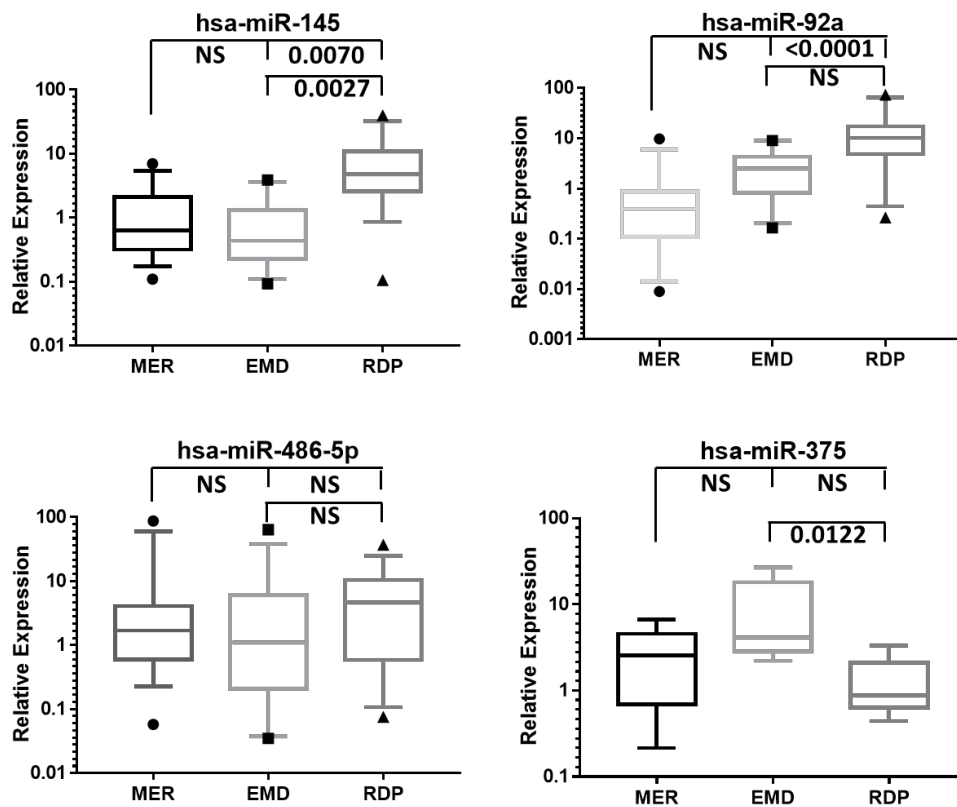 hsa-miR-145
NS 0.0070
0.0027
Relative Expression
100
10
1
0.1
0.01
MER EMD RDP
hsa-miR-92a
NS <0.0001
NS
Relative Expression
100
10
1
0.1
0.01
0.001
MER EMD RDP
hsa-miR-486-5p
NS NS
NS
Relative Expression
100
10
1
0.1
0.01
MER EMD RDP
hsa-miR-375
NS NS
0.0122
Relative Expression
100
10
1
0.1
MER EMD RDP